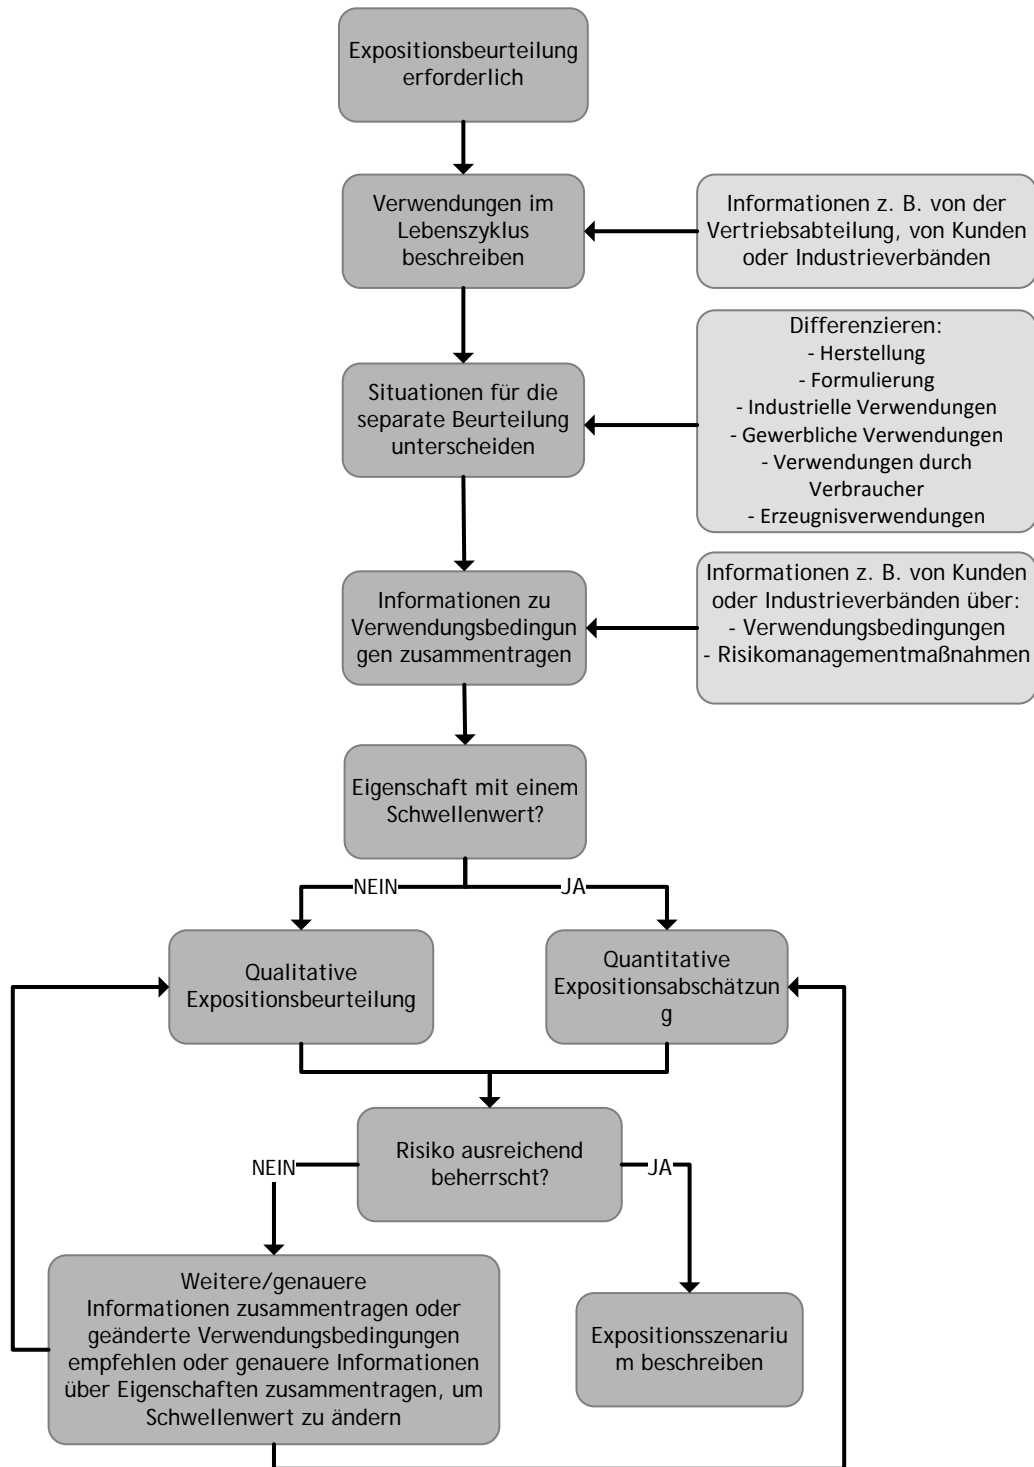 Expositionsbeurteilung
erforderlich
Verwendungen im
Lebenszyklus
beschreiben
Informationen z. B. von der
Vertriebsabteilung, von Kunden
oder Industrieverbänden
Situationen für die
separate Beurteilung
unterscheiden
Differenzieren:
- Herstellung
- Formulierung
- Industrielle Verwendungen
- Gewerbliche Verwendungen
- Verwendungen durch
Verbraucher
- Erzeugnisverwendungen
Informationen zu
Verwendungsbedingun
gen zusammentragen
Informationen z. B. von Kunden
oder Industrieverbänden über:
- Verwendungsbedingungen
- Risikomanagementmaßnahmen
Eigenschaft mit einem
Schwellenwert?
NEIN
JA
Qualitative
Expositionsbeurteilung
Quantitative
Expositionsabschätzun
g
Risiko ausreichend
beherrscht?
NEIN
JA
Weitere/genauere
Informationen zusammentragen oder
geänderte Verwendungsbedingungen
empfehlen oder genauere Informationen
über Eigenschaften zusammentragen, um
Schwellenwert zu ändern
Expositionsszenariu
m beschreiben